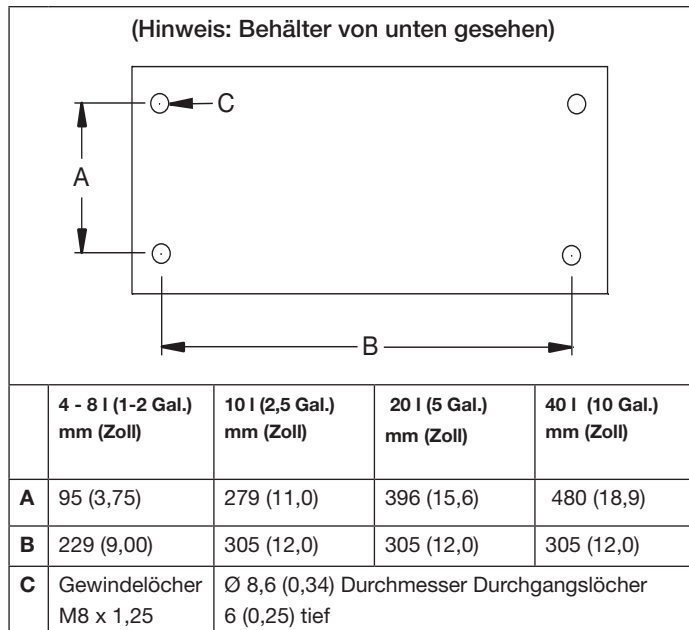 (Hinweis: Behälter von unten gesehen)
C
A
B
4 - 8 l (1-2 Gal.) mm (Zoll)
10 l (2,5 Gal.) mm (Zoll)
20 l (5 Gal.) mm (Zoll)
40 l (10 Gal.) mm (Zoll)
A 95 (3,75) 279 (11,0) 396 (15,6) 480 (18,9)
B 229 (9,00) 305 (12,0) 305 (12,0) 305 (12,0)
C Gewindelöcher Ø 8,6 (0,34) Durchmesser Durchgangslöcher
M8 x 1,25 6 (0,25) tief